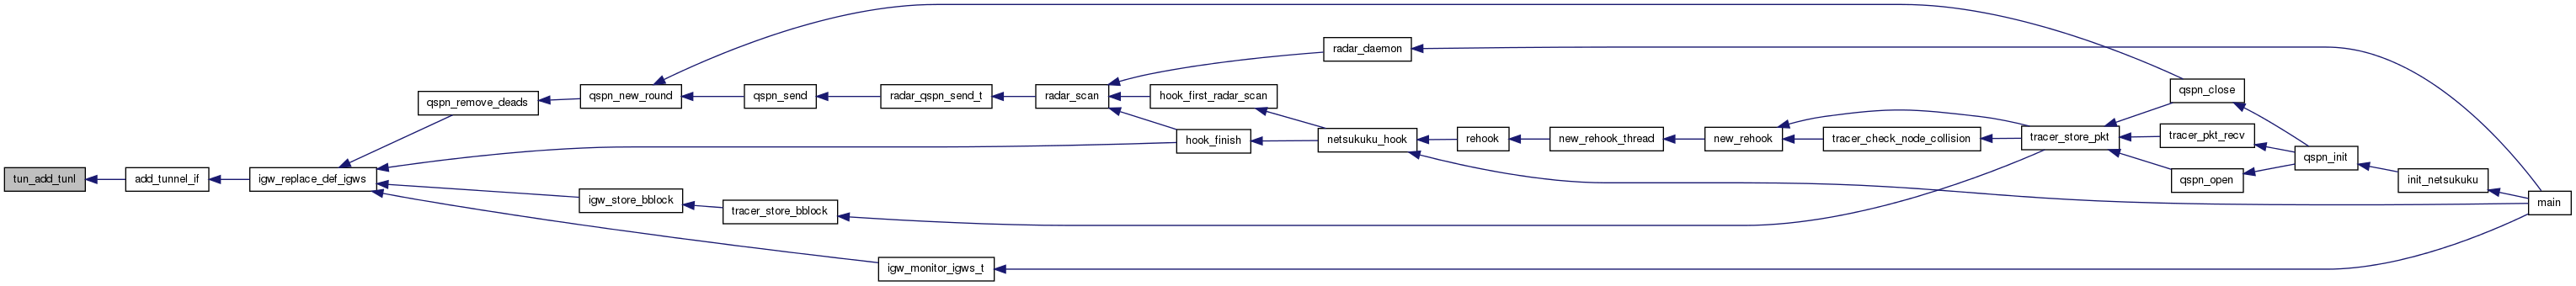 tun_add_tunl
add_tunnel_if
igw_replace_def_igws
qspn_remove_deads
qspn_new_round
qspn_send
radar_qspn_send_t
radar_scan
radar_daemon
hook_first_radar_scan
hook_finish
netsukuku_hook
rehook
new_rehook_thread
new_rehook
tracer_check_node_collision
tracer_store_pkt
qspn_close
tracer_pkt_recv
qspn_open
qspn_init
init_netsukuku
main
igw_store_bblock
tracer_store_bblock
igw_monitor_igws_t